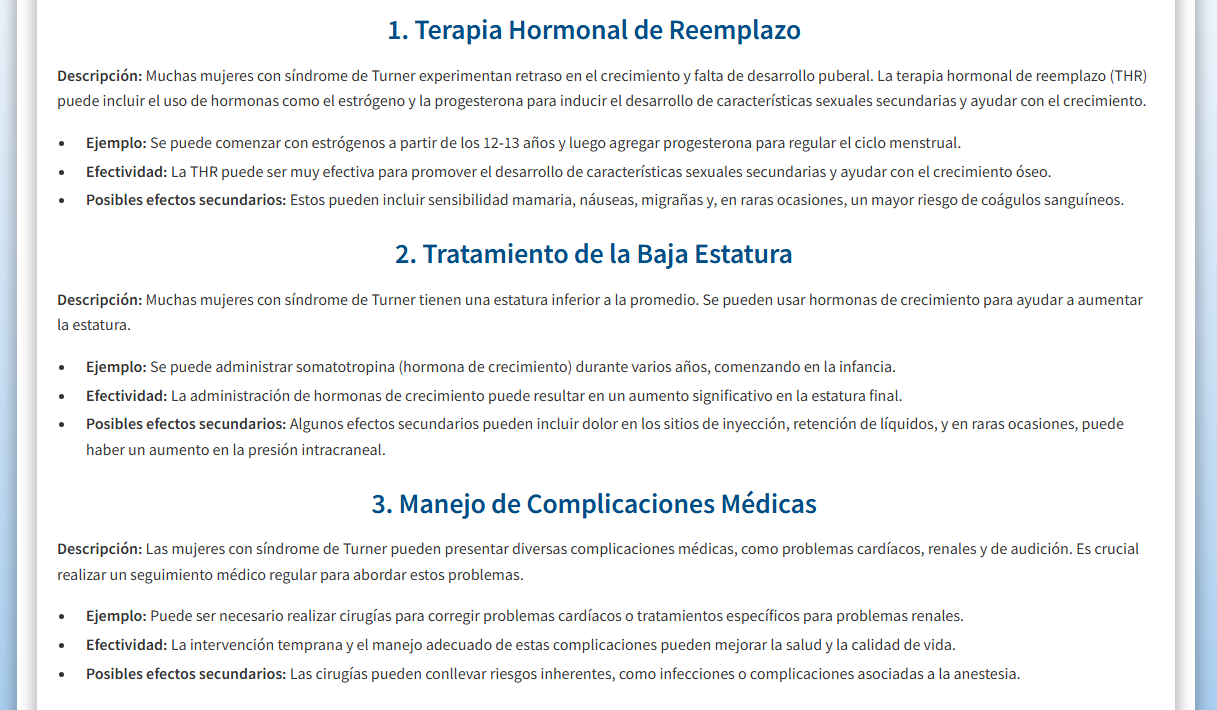 1. Terapia Hormonal de Reemplazo
Descripción: Muchas mujeres con síndrome de Turner experimentan retraso en el crecimiento y falta de desarrollo puberal. La terapia hormonal de reemplazo (THR)
puede incluir el uso de hormonas como el estrógeno y la progesterona para inducir el desarrollo de características sexuales secundarias y ayudar con el crecimiento.
• Ejemplo: Se puede comenzar con estrógenos a partir de los 12-13 años y luego agregar progesterona para regular el ciclo menstrual.
• Efectividad: La THR puede ser muy efectiva para promover el desarrollo de características sexuales secundarias y ayudar con el crecimiento óseo.
• Posibles efectos secundarios: Estos pueden incluir sensibilidad mamaria, náuseas, migrañas y, en raras ocasiones, un mayor riesgo de coágulos sanguíneos.
2. Tratamiento de la Baja Estatura
Descripción: Muchas mujeres con síndrome de Turner tienen una estatura inferior a la promedio. Se pueden usar hormonas de crecimiento para ayudar a aumentar
la estatura.
• Ejemplo: Se puede administrar somatotropina (hormona de crecimiento) durante varios años, comenzando en la infancia.
• Efectividad: La administración de hormonas de crecimiento puede resultar en un aumento significativo en la estatura final.
• Posibles efectos secundarios: Algunos efectos secundarios pueden incluir dolor en los sitios de inyección, retención de líquidos, y en raras ocasiones, puede
haber un aumento en la presión intracraneal.
3. Manejo de Complicaciones Médicas
Descripción: Las mujeres con síndrome de Turner pueden presentar diversas complicaciones médicas, como problemas cardíacos, renales y de audición. Es crucial
realizar un seguimiento médico regular para abordar estos problemas.
• Ejemplo: Puede ser necesario realizar cirugías para corregir problemas cardíacos o tratamientos específicos para problemas renales.
• Efectividad: La intervención temprana y el manejo adecuado de estas complicaciones pueden mejorar la salud y la calidad de vida.
• Posibles efectos secundarios: Las cirugías pueden conllevar riesgos inherentes, como infecciones o complicaciones asociadas a la anestesia.